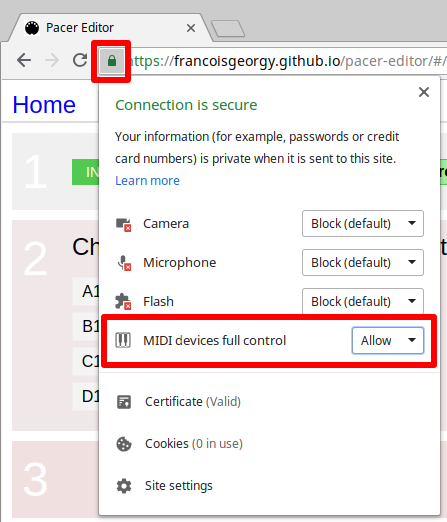 Pacer Editor
https://francoisgeorgy.github.io/pacer-editor/#/
Home
Connection is secure
Your information (for example, passwords or credit
card numbers) is private when it is sent to this site.
Learn more
1
IN
re
Camera
Block (default)
2
Ch
t
Microphone
Block (default)
A1
Flash
Block (default)
B1
MIDI devices full control
Allow
C1
D1
Certificate (Valid)
Cookies (0 in use)
3
Site settings